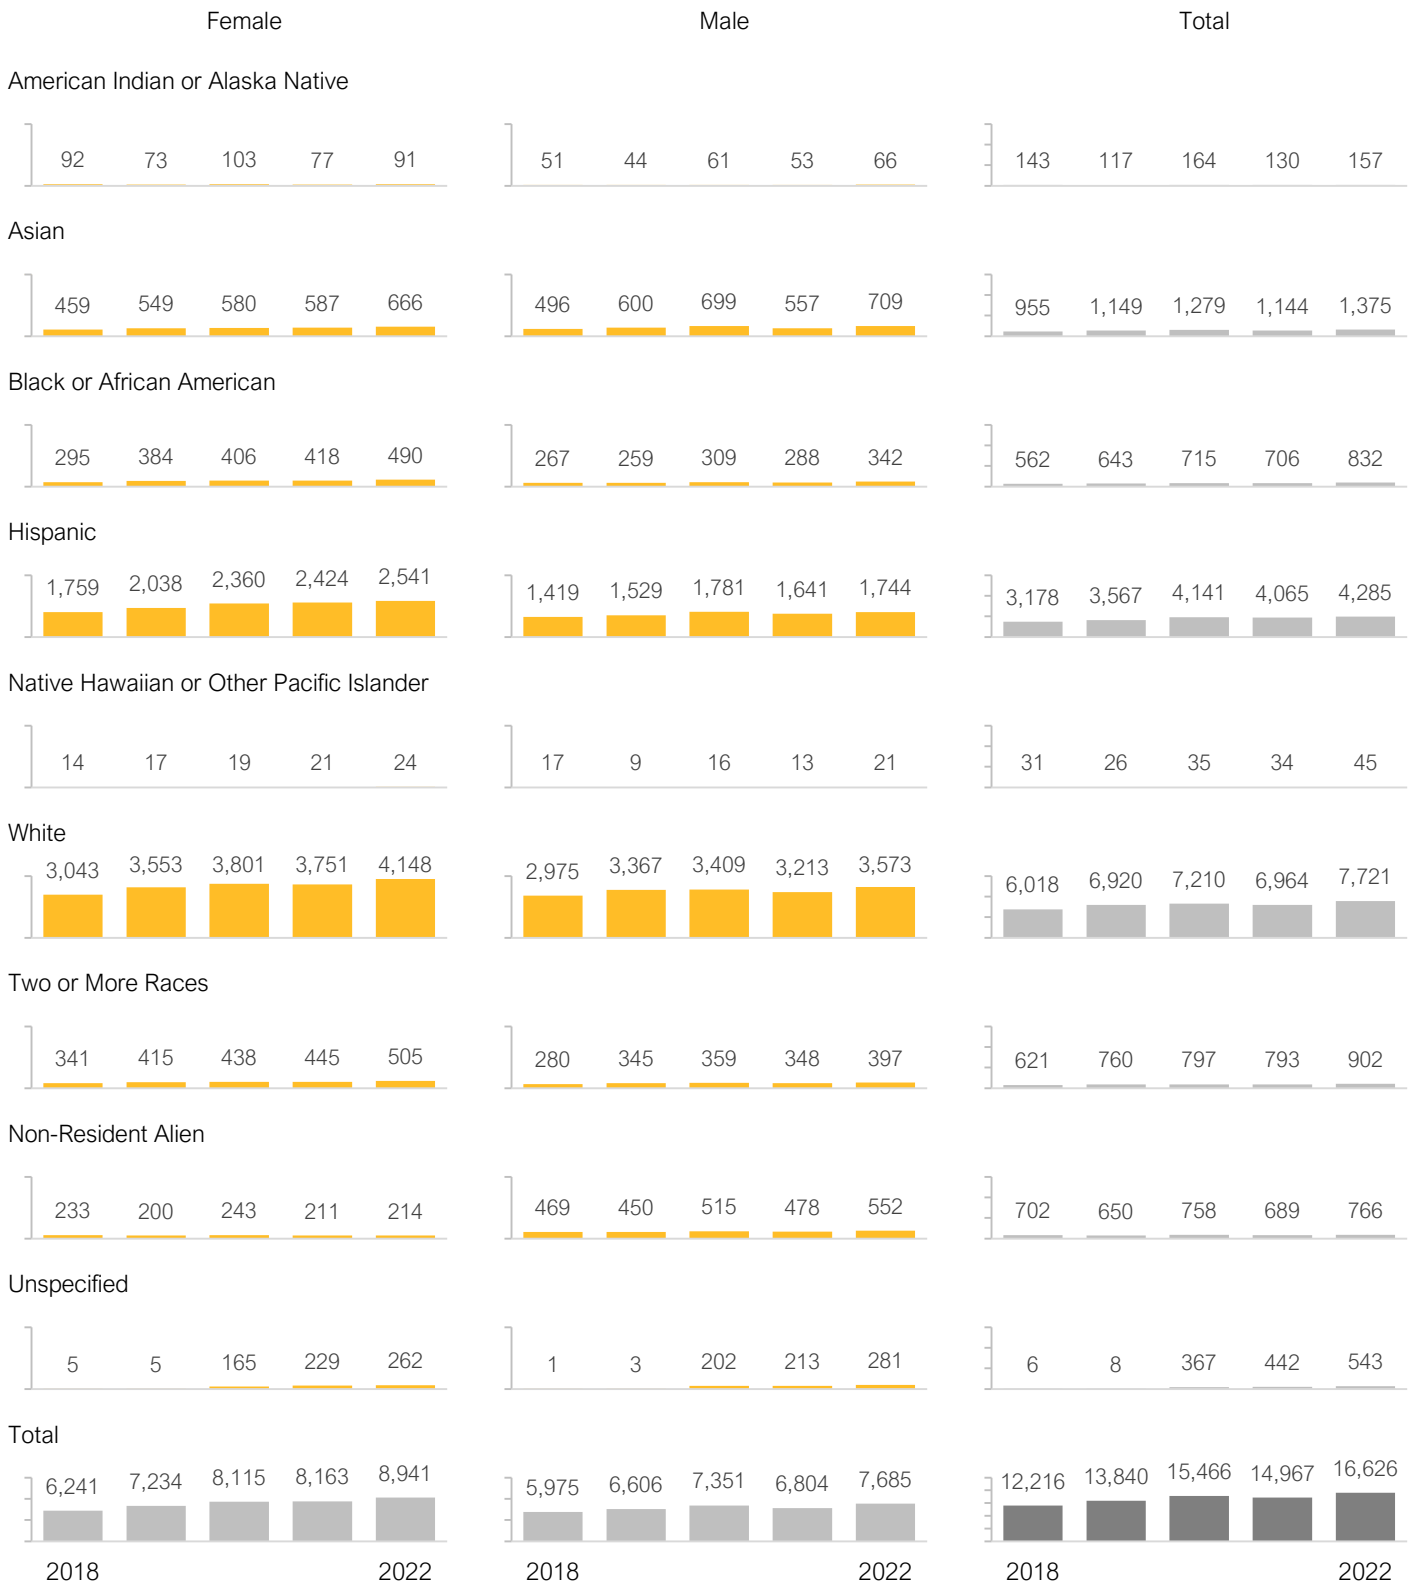 Female Male Total
American Indian or Alaska Native
92 73 103 77 91 51 44 61 53 66 143 117 164 130 157
Asian
459 549 580 587 666 496 600 699 557 709 955 1,149 1,279 1,144 1,375
Black or African American
295 384 406 418 490 267 259 309 288 342 562 643 715 706 832
Hispanic
1,759 2,038 2,360 2,424 2,541 1,419 1,529 1,781 1,641 1,744 3,178 3,567 4,141 4,065 4,285
Native Hawaiian or Other Pacific Islander
14 17 19 21 24 17 9 16 13 21 31 26 35 34 45
White
3,043 3,553 3,801 3,751 4,148 2,975 3,367 3,409 3,213 3,573 6,018 6,920 7,210 6,964 7,721
Two or More Races
341 415 438 445 505 280 345 359 348 397 621 760 797 793 902
Non-Resident Alien
233 200 243 211 214 469 450 515 478 552 702 650 758 689 766
Unspecified
5 5 165 229 262 1 3 202 213 281 6 8 367 442 543
Total
6,241 7,234 8,115 8,163 8,941 5,975 6,606 7,351 6,804 7,685 12,216 13,840 15,466 14,967 16,626
2018 2022 2018 2022 2018 2022